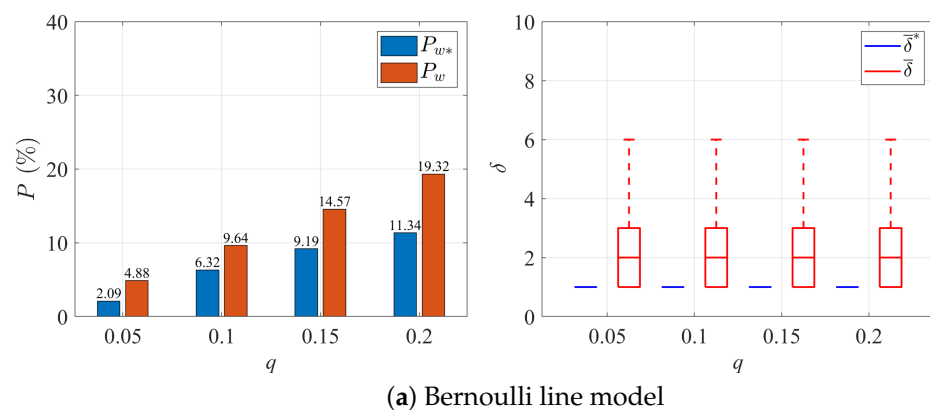 40
30
20
10
0
P (%)
P_{w*}
P_w
2.09
4.88
6.32
9.64
9.19
14.57
11.34
19.32
0.05 0.1 0.15 0.2
q
10
8
6
4
2
0
δ
δ̅*
δ̅
0.05 0.1 0.15 0.2
q
(a) Bernoulli line model